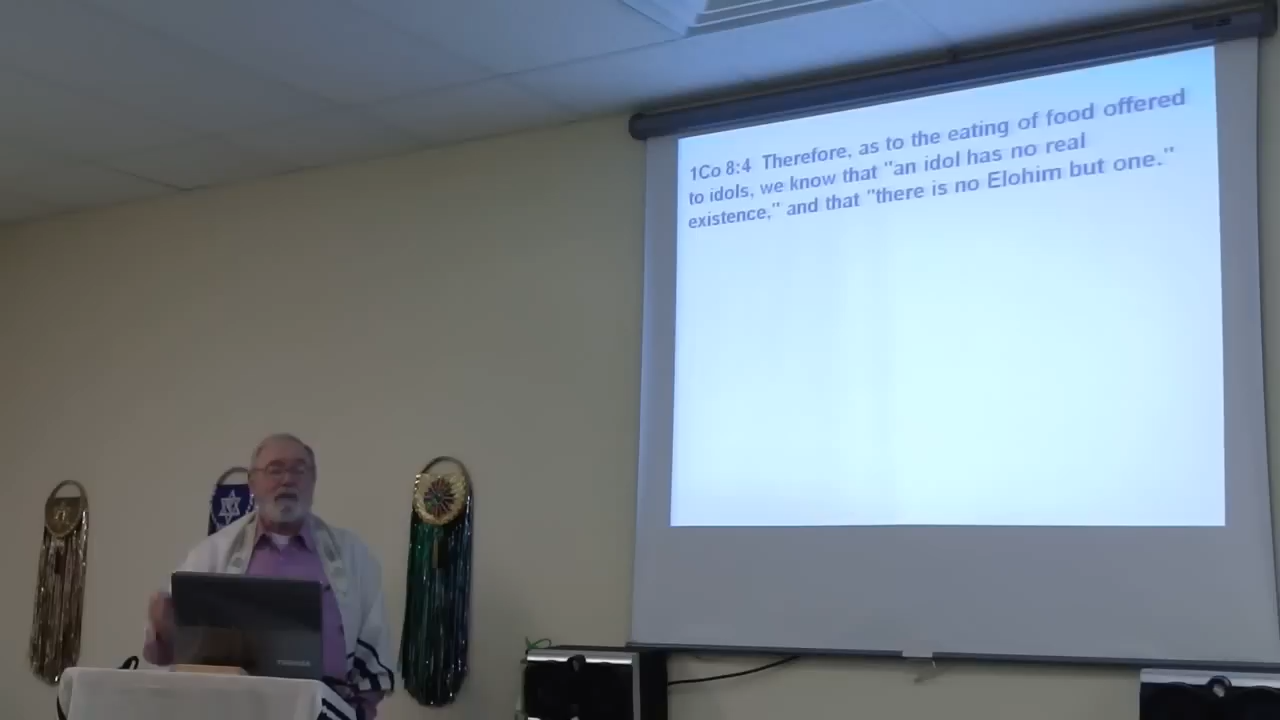 1Co 8:4 Therefore, as to the eating of food offered
to idols, we know that "an idol has no real
existence," and that "there is no Elohim but one."
TOSHIBA